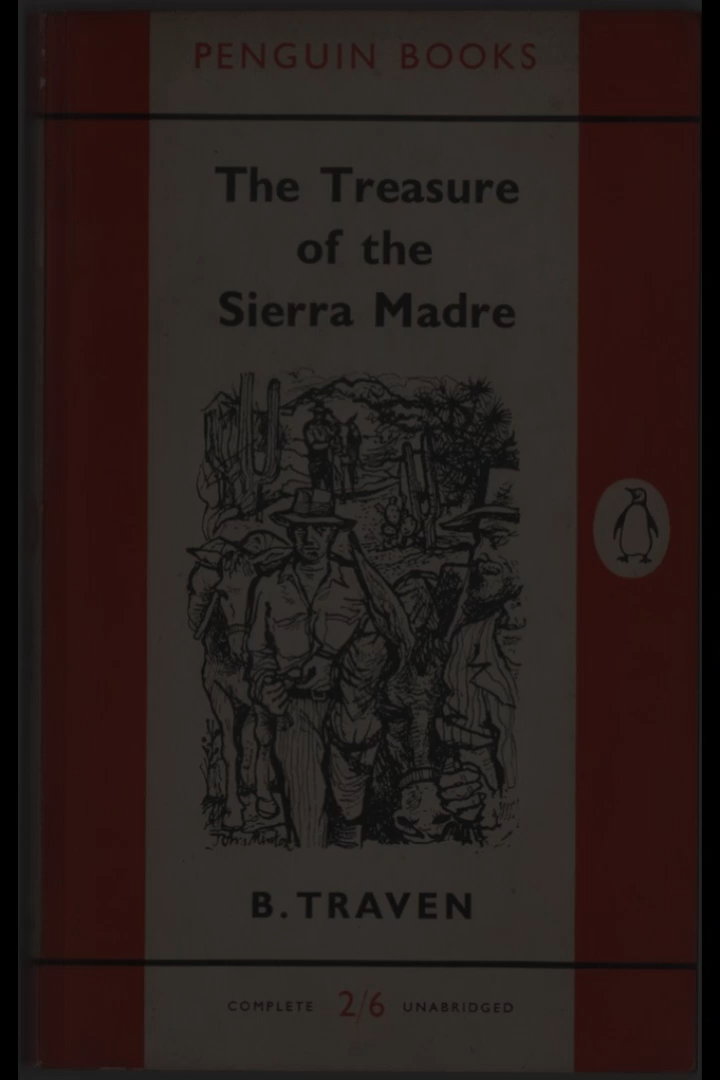 PENGUIN BOOKS
The Treasure
of the
Sierra Madre
B. TRAVEN
COMPLETE 2/6 UNABRIDGED